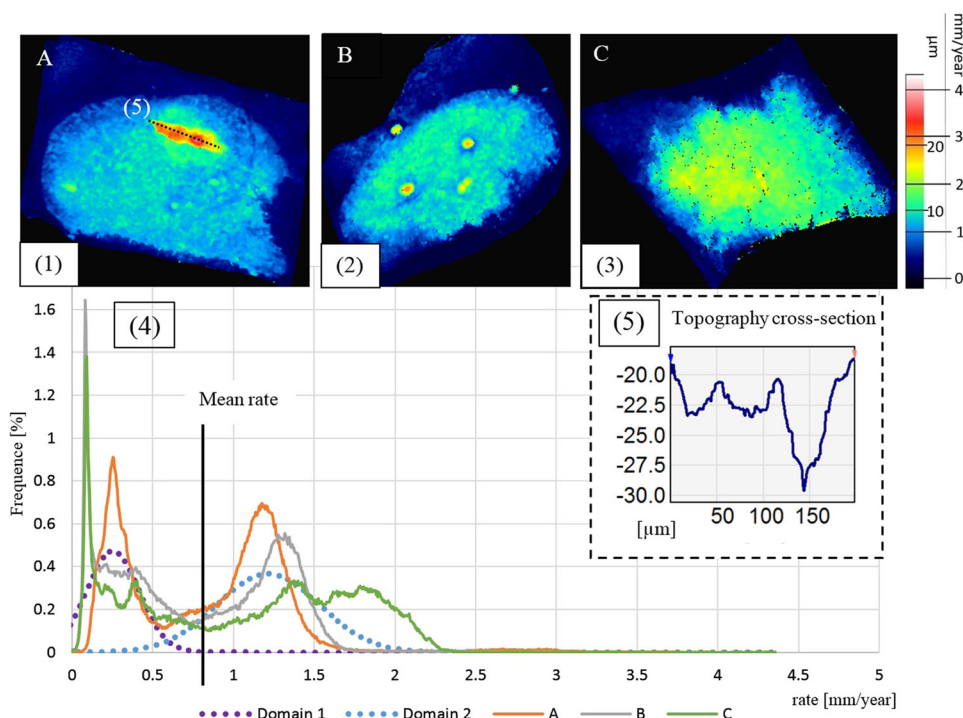 A
(5)
(1)
B
(2)
C
(3)
µm
mm/year
4
3
20
2
10
1
0
0
(4)
Mean rate
Frequence [%]
1.6
1.4
1.2
1
0.8
0.6
0.4
0.2
0
0
0.5
1
1.5
2
2.5
3
3.5
4
4.5
5
rate [mm/year]
(5)
Topography cross-section
-20.0
-22.5
-25.0
-27.5
-30.0
[µm]
50
100
150
Domain 1
Domain 2
A
B
C